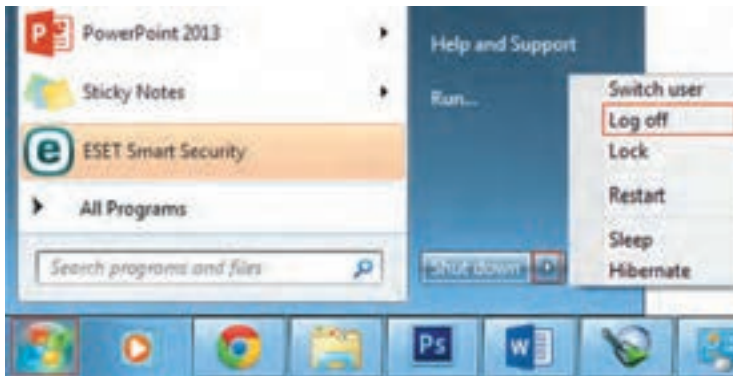 PowerPoint 2013
Sticky Notes
ESET Smart Security
All Programs
Search programs and files
Help and Support
Run...
Shut down
Switch user
Log off
Lock
Restart
Sleep
Hibernate
P
e
Ps
W